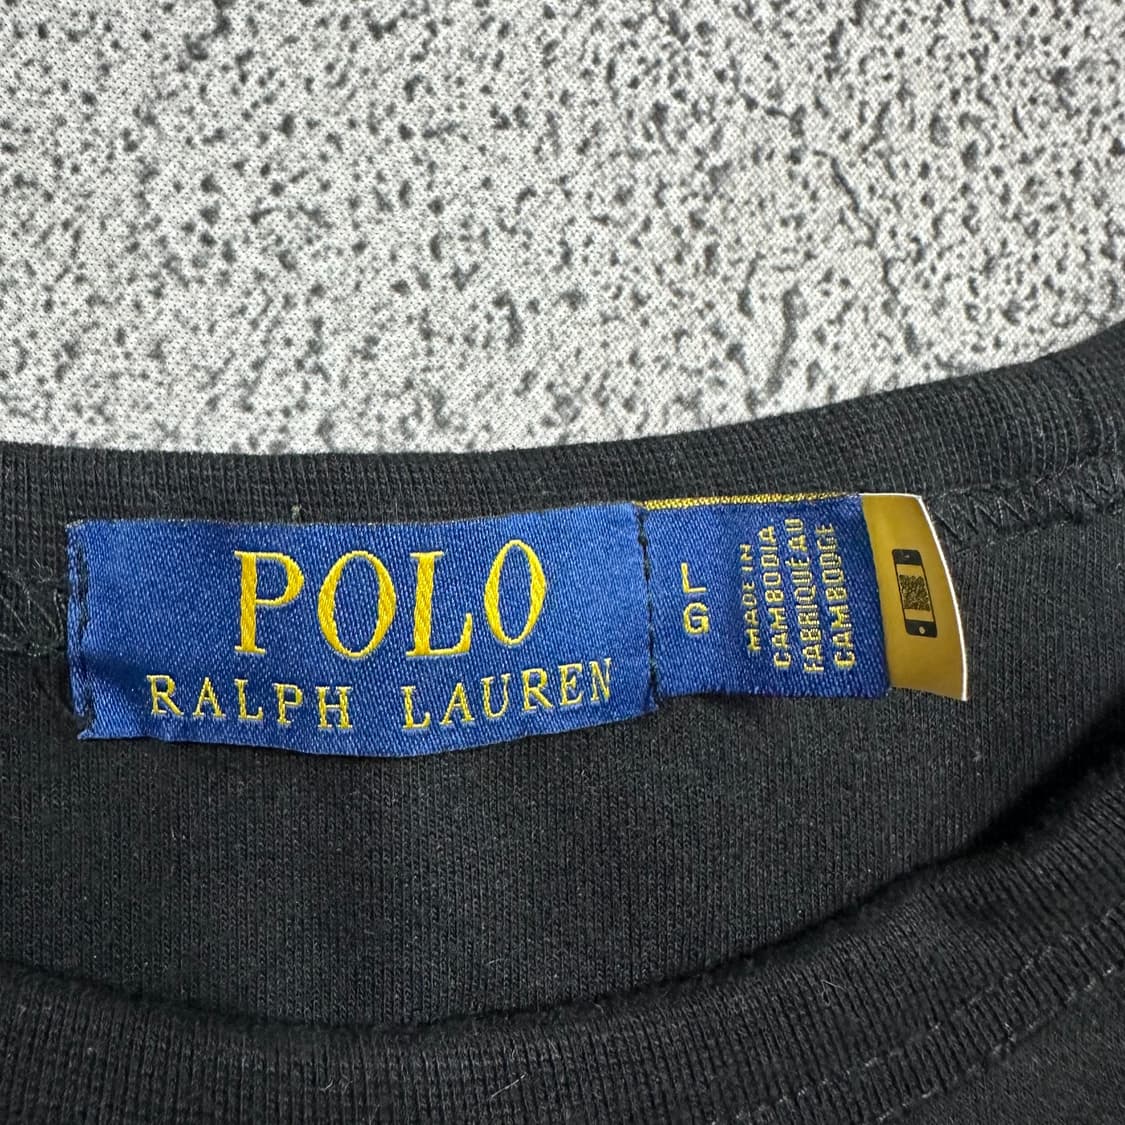 POLO
RALPH LAUREN
L
G
MADE IN
CAMBODIA
FABRIQUÉ AU
CAMBODGE